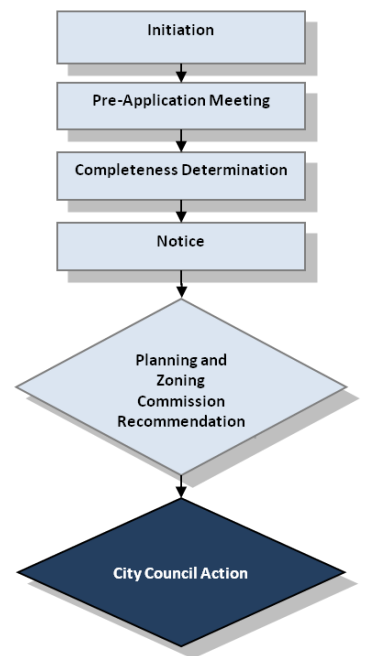 Initiation
Pre-Application Meeting
Completeness Determination
Notice
Planning and
Zoning
Commission
Recommendation
City Council Action